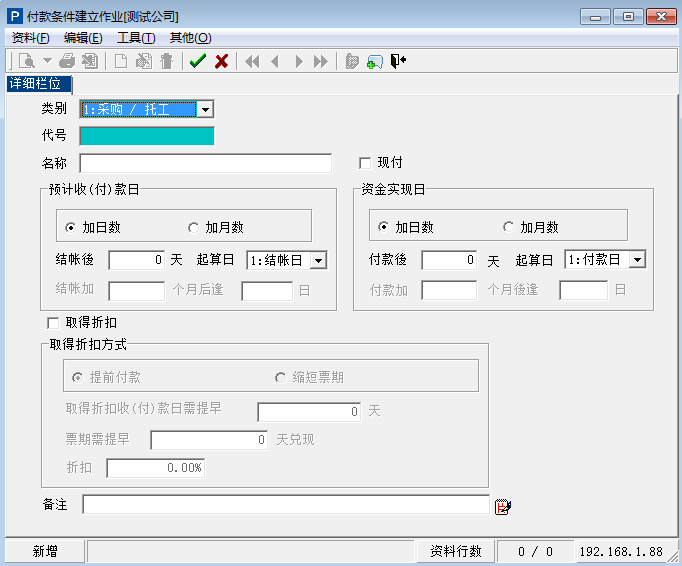 付款条件建立作业[测试公司]
资料(F) 编辑(E) 工具(T) 其他(O)
详细栏位
类别 1:采购 / 托工
代号
名称 现付
预计收(付)款日 资金实现日
加日数 加月数 加日数 加月数
结帐後 0 天 起算日 1:结帐日 付款後 0 天 起算日 1:付款日
结帐加 个月后逢 日 付款加 个月後逢 日
取得折扣
取得折扣方式
提前付款 缩短票期
取得折扣收(付)款日需提早 0 天
票期需提早 0 天兑现
折扣 0.00%
备注
新增 资料行数 0 / 0 192.168.1.88